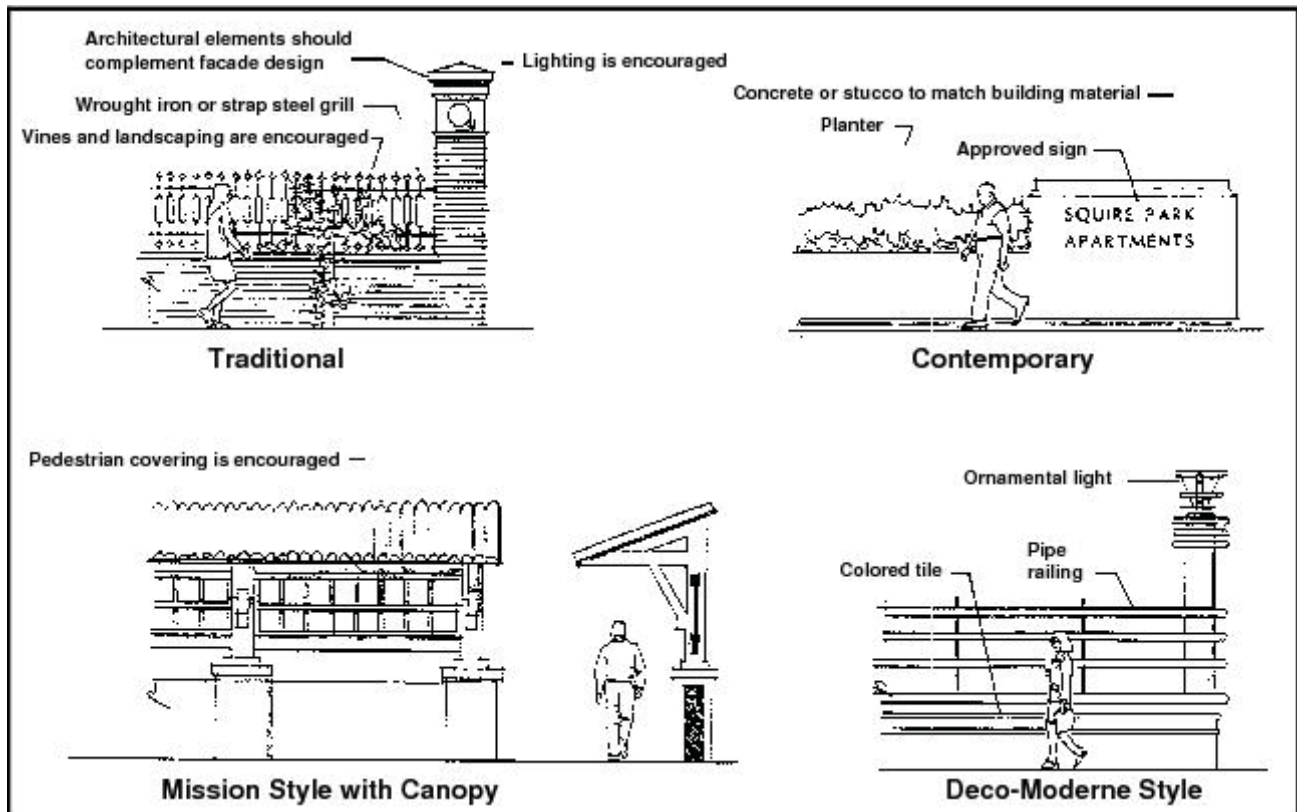 Architectural elements should
complement facade design
Lighting is encouraged
Wrought iron or strap steel grill
Vines and landscaping are encouraged
Traditional
Concrete or stucco to match building material
Planter
Approved sign
SQUIRE PARK
APARTMENTS
Contemporary
Pedestrian covering is encouraged
Mission Style with Canopy
Ornamental light
Pipe
railing
Colored tile
Deco-Moderne Style